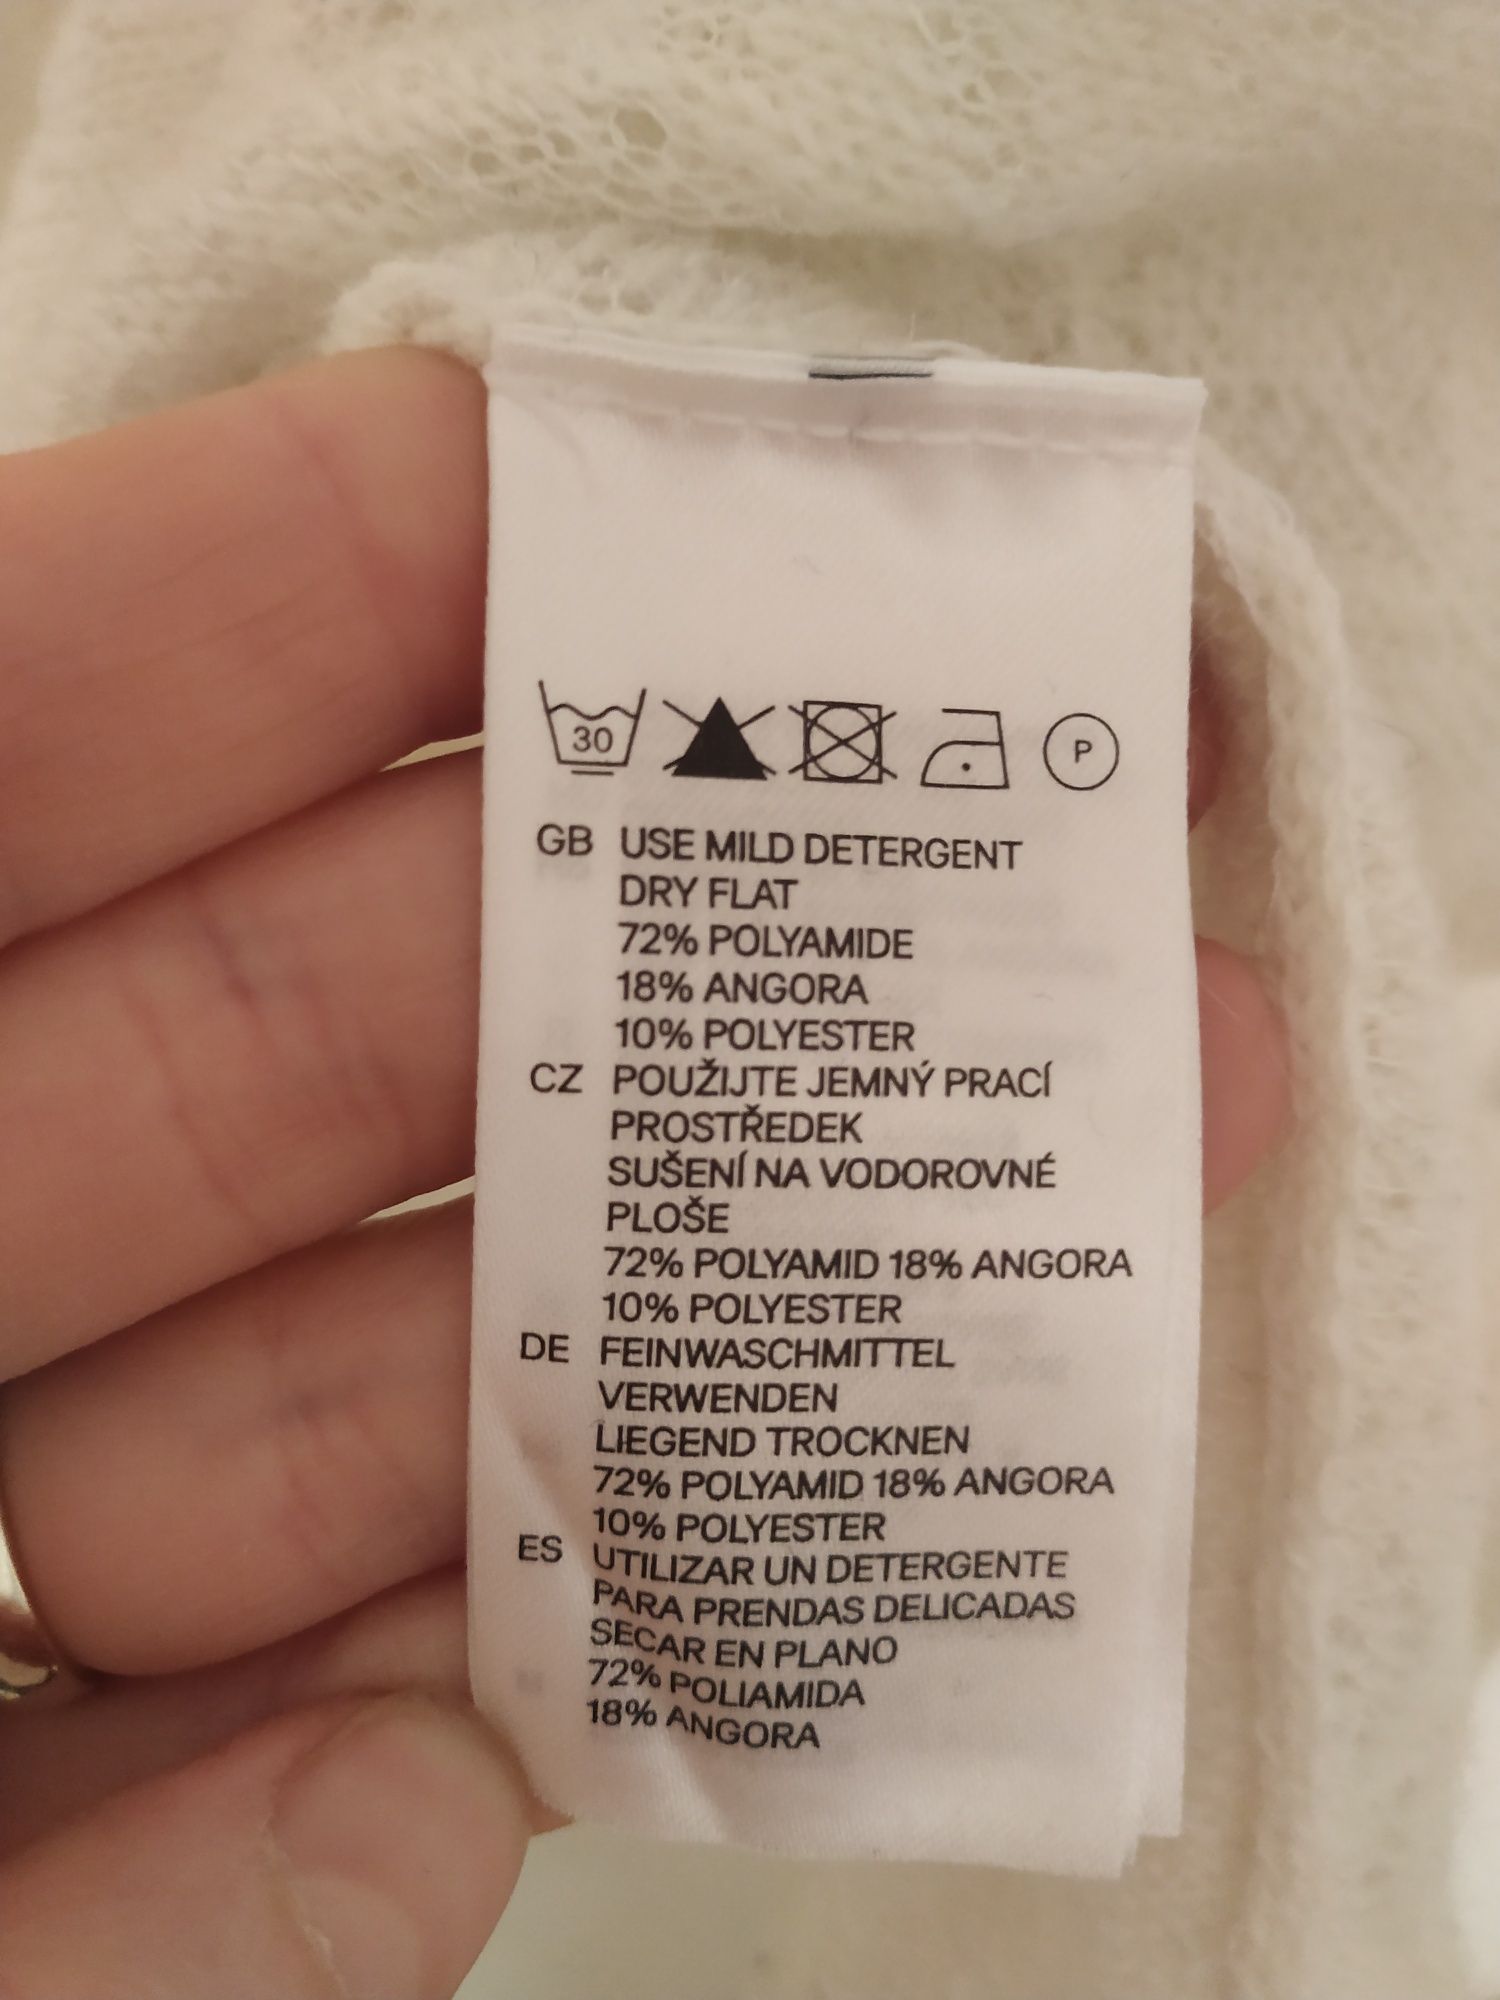 30
P
GB USE MILD DETERGENT
DRY FLAT
72% POLYAMIDE
18% ANGORA
10% POLYESTER
CZ POUŽIJTE JEMNÝ PRACÍ
PROSTŘEDEK
SUŠENÍ NA VODOROVNÉ
PLOŠE
72% POLYAMID 18% ANGORA
10% POLYESTER
DE FEINWASCHMITTEL
VERWENDEN
LIEGEND TROCKNEN
72% POLYAMID 18% ANGORA
10% POLYESTER
ES UTILIZAR UN DETERGENTE
PARA PRENDAS DELICADAS
SECAR EN PLANO
72% POLIAMIDA
18% ANGORA